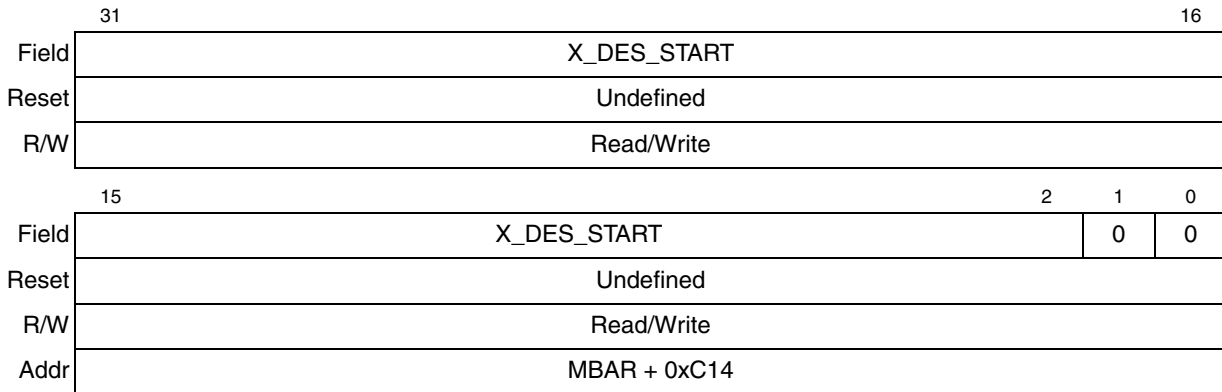 31 16
Field X_DES_START
Reset Undefined
R/W Read/Write
15 2 1 0
Field X_DES_START 0 0
Reset Undefined
R/W Read/Write
Addr MBAR + 0xC14